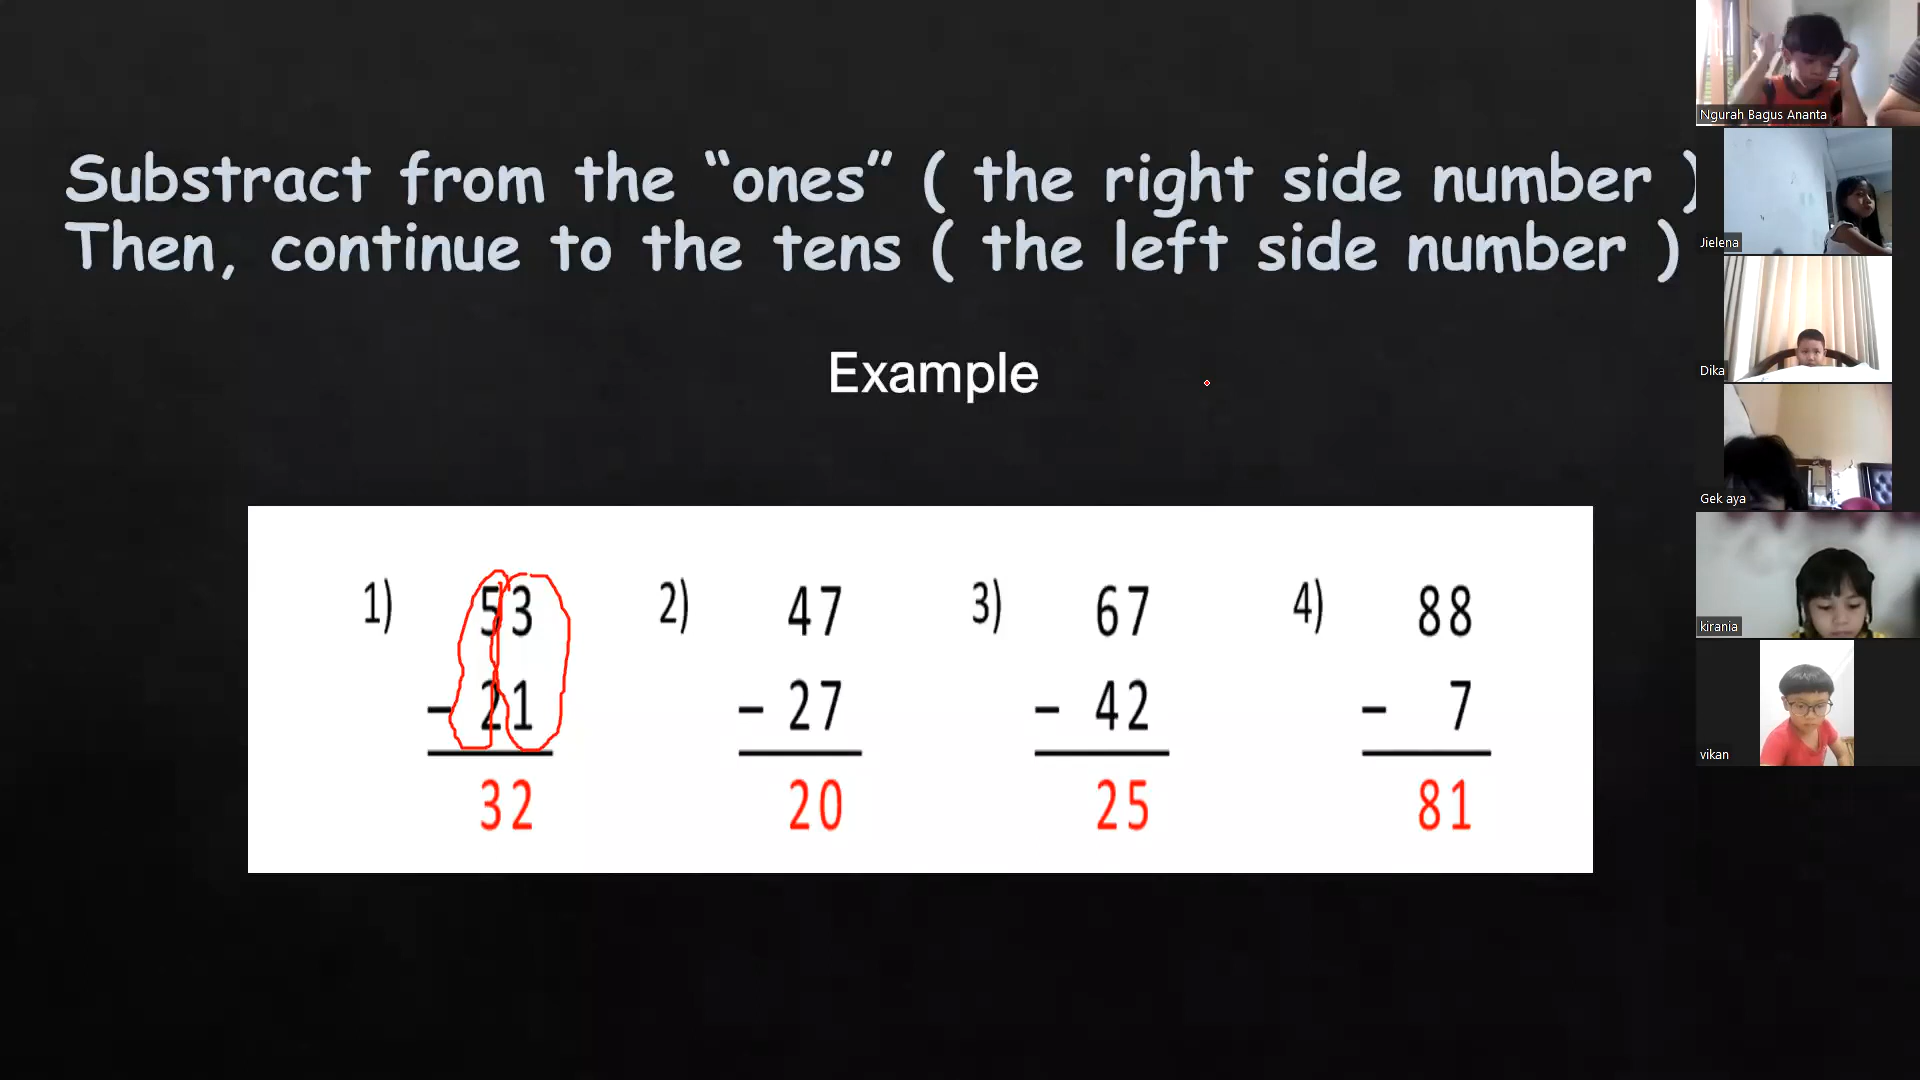 Substract from the “ones” ( the right side number )
Then, continue to the tens ( the left side number )
Example
1) 53 2) 47 3) 67 4) 88
– 21 – 27 – 42 – 7
32 20 25 81
Ngurah Bagus Ananta
Jielena
Dika
Gek aya
kirania
vikan